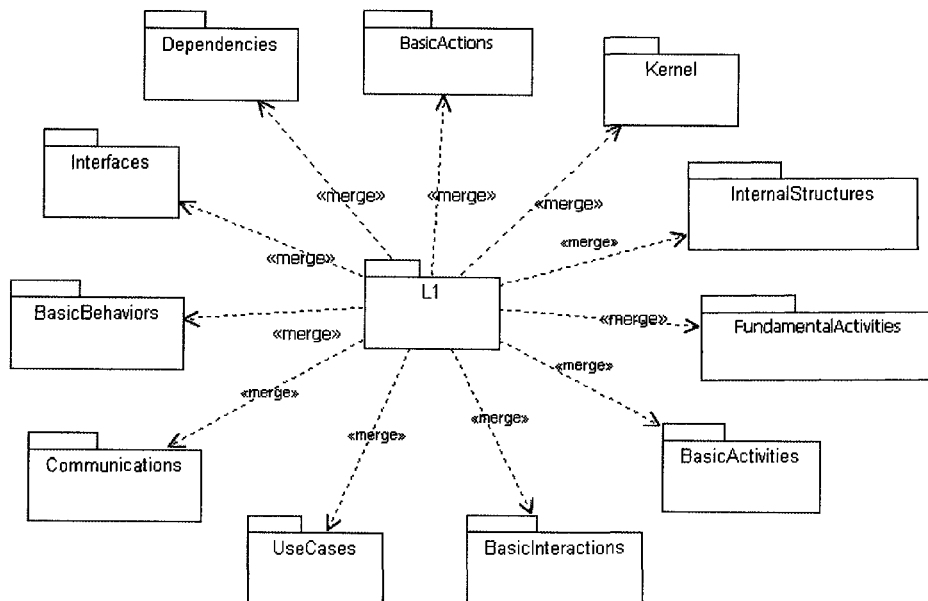 Dependencies
BasicActions
Kernel
Interfaces
InternalStructures
«merge»
«merge»
«merge»
«merge»
«merge»
L1
BasicBehaviors
«merge»
«merge»
FundamentalActivities
«merge»
«merge»
«merge»
«merge»
Communications
BasicActivities
UseCases
BasicInteractions